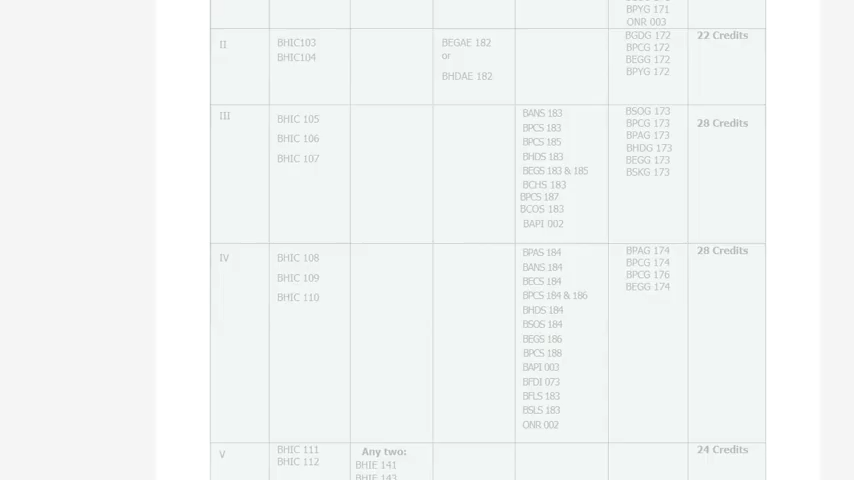 BPYG 171
ONR 003
II
BHIC103
BHIC104
BEGAE 182
or
BHDAE 182
BGDG 172
BPCG 172
BEGG 172
BPYG 172
22 Credits
III
BHIC 105
BHIC 106
BHIC 107
BANS 183
BPCS 183
BPCS 185
BHDS 183
BEGS 183 & 185
BCHS 183
BPCS 187
BCOS 183
BAPI 002
BSOG 173
BPCG 173
BPAG 173
BHDG 173
BEGG 173
BSKG 173
28 Credits
IV
BHIC 108
BHIC 109
BHIC 110
BPAS 184
BANS 184
BECS 184
BPCS 184 & 186
BHDS 184
BSOS 184
BEGS 186
BPCS 188
BAPI 003
BFDI 073
BFLS 183
BSLS 183
ONR 002
BPAG 174
BPCG 174
BPCG 176
BEGG 174
28 Credits
V
BHIC 111
BHIC 112
Any two:
BHIE 141
BHIE 143
24 Credits